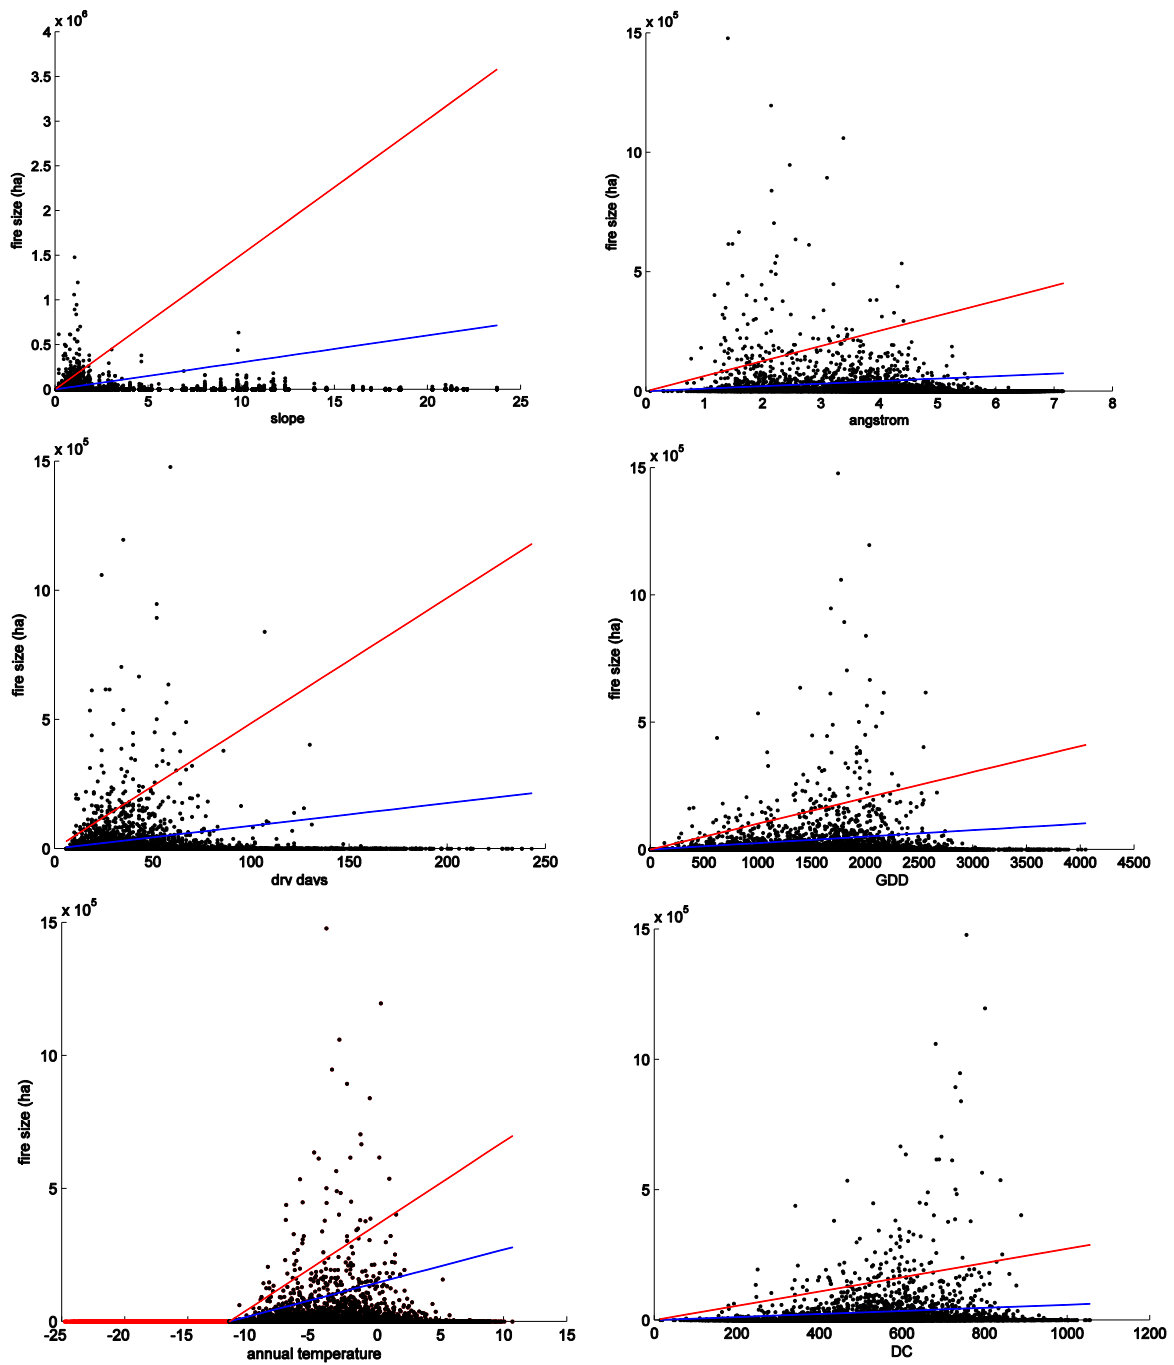 x 10^6
4
3.5
3
2.5
2
1.5
1
0.5
0
fire size (ha)
0 5 10 15 20 25
slope
x 10^5
15
10
5
0
fire size (ha)
0 1 2 3 4 5 6 7 8
angstrom
x 10^5
15
10
5
0
fire size (ha)
0 50 100 150 200 250
dry days
x 10^5
15
10
5
0
fire size (ha)
0 500 1000 1500 2000 2500 3000 3500 4000 4500
GDD
x 10^5
15
10
5
0
fire size (ha)
-25 -20 -15 -10 -5 0 5 10 15
annual temperature
x 10^5
15
10
5
0
0 200 400 600 800 1000 1200
DC